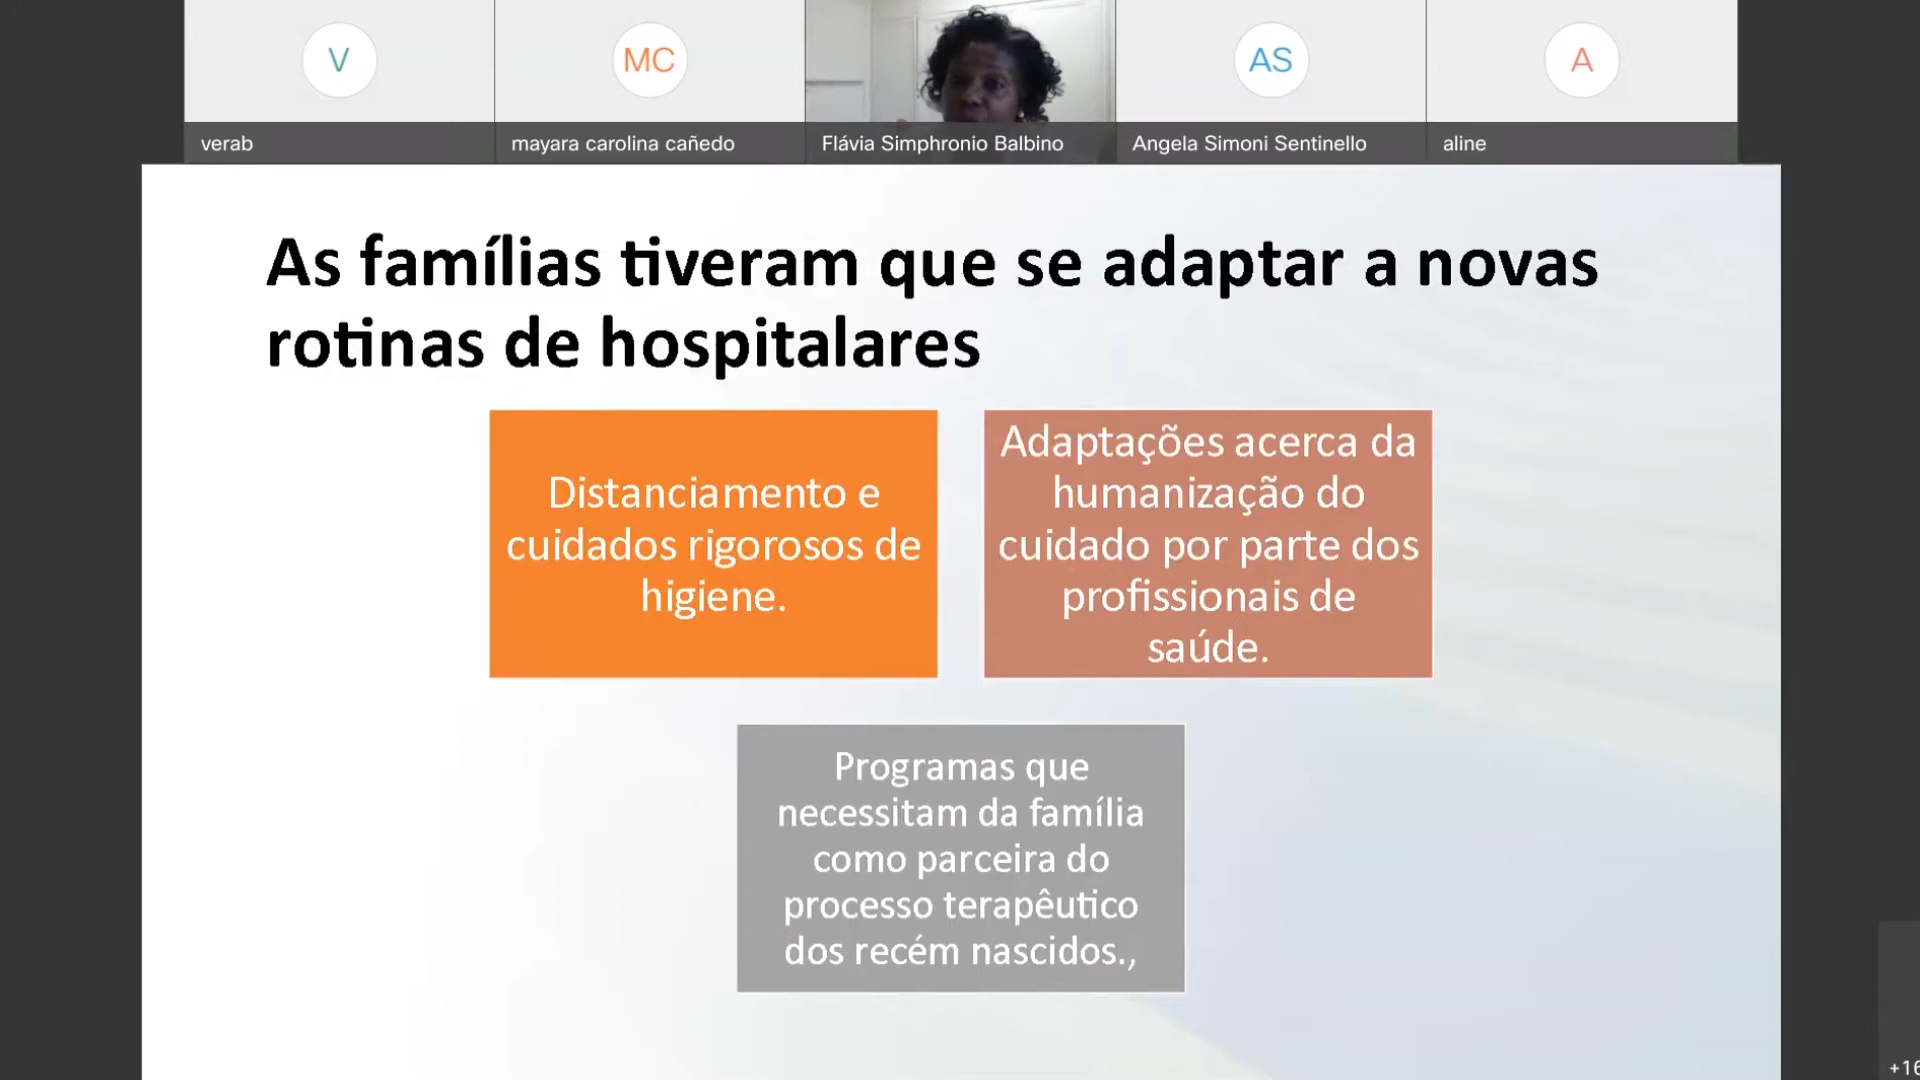 V
MC
AS
A
verab
mayara carolina cañedo
Flávia Simphronio Balbino
Angela Simoni Sentinello
aline
As famílias tiveram que se adaptar a novas
rotinas de hospitalares
Distanciamento e
cuidados rigorosos de
higiene.
Adaptações acerca da
humanização do
cuidado por parte dos
profissionais de
saúde.
Programas que
necessitam da família
como parceira do
processo terapêutico
dos recém nascidos.,
+16